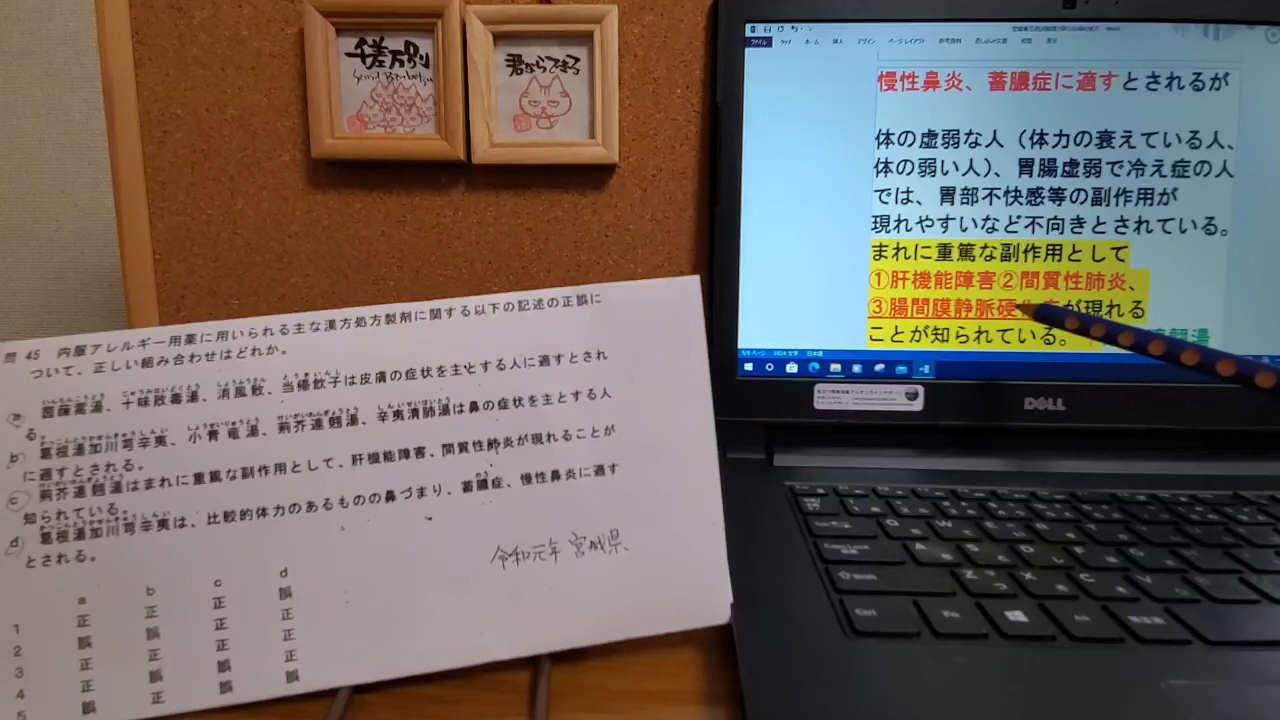 千差万別
君ならできる
慢性鼻炎、蓄膿症に適すとされるが
体の虚弱な人（体力の衰えている人、
体の弱い人）、胃腸虚弱で冷え症の人
では、胃部不快感等の副作用が
現れやすいなど不向きとされている。
まれに重篤な副作用として
①肝機能障害②間質性肺炎、
③腸間膜静脈硬が現れる
ことが知られている。
翹湯
DELL
問 45 内服アレルギー用薬に用いられる主な漢方処方製剤に関する以下の記述の正誤に
ついて、正しい組み合わせはどれか。
a 茵蔯蒿湯、十味敗毒湯、消風散、当帰飲子は皮膚の症状を主とする人に適すとされ
る。
b 葛根湯加川芎辛夷、小青竜湯、荊芥連翹湯、辛夷清肺湯は鼻の症状を主とする人
に適すとされる。
c 荊芥連翹湯はまれに重篤な副作用として、肝機能障害、間質性肺炎が現れることが
知られている。
d 葛根湯加川芎辛夷は、比較的体力のあるものの鼻づまり、蓄膿症、慢性鼻炎に適す
とされる。
令和元年 宮城県
a b c d
1 正 正 正 誤
2 誤 誤 正 正
3 正 正 誤 正
4 正 誤 正 正
5 誤 正 誤 誤